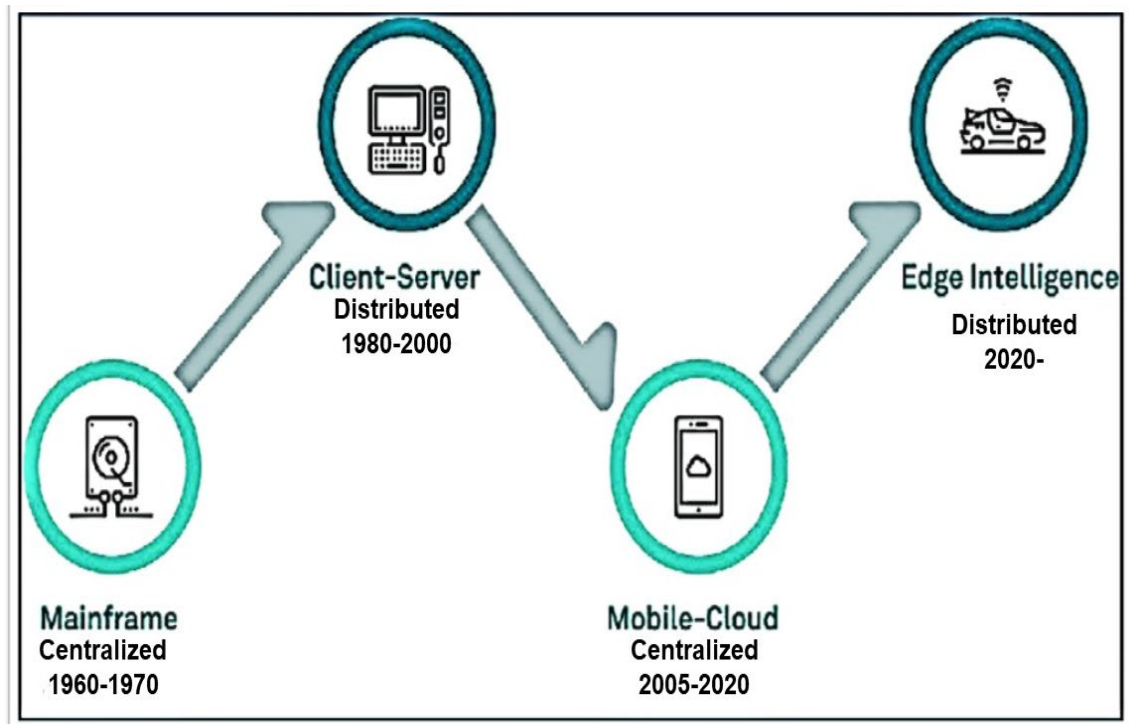 Client-Server
Distributed
1980-2000
Edge Intelligence
Distributed
2020-
Mainframe
Centralized
1960-1970
Mobile-Cloud
Centralized
2005-2020